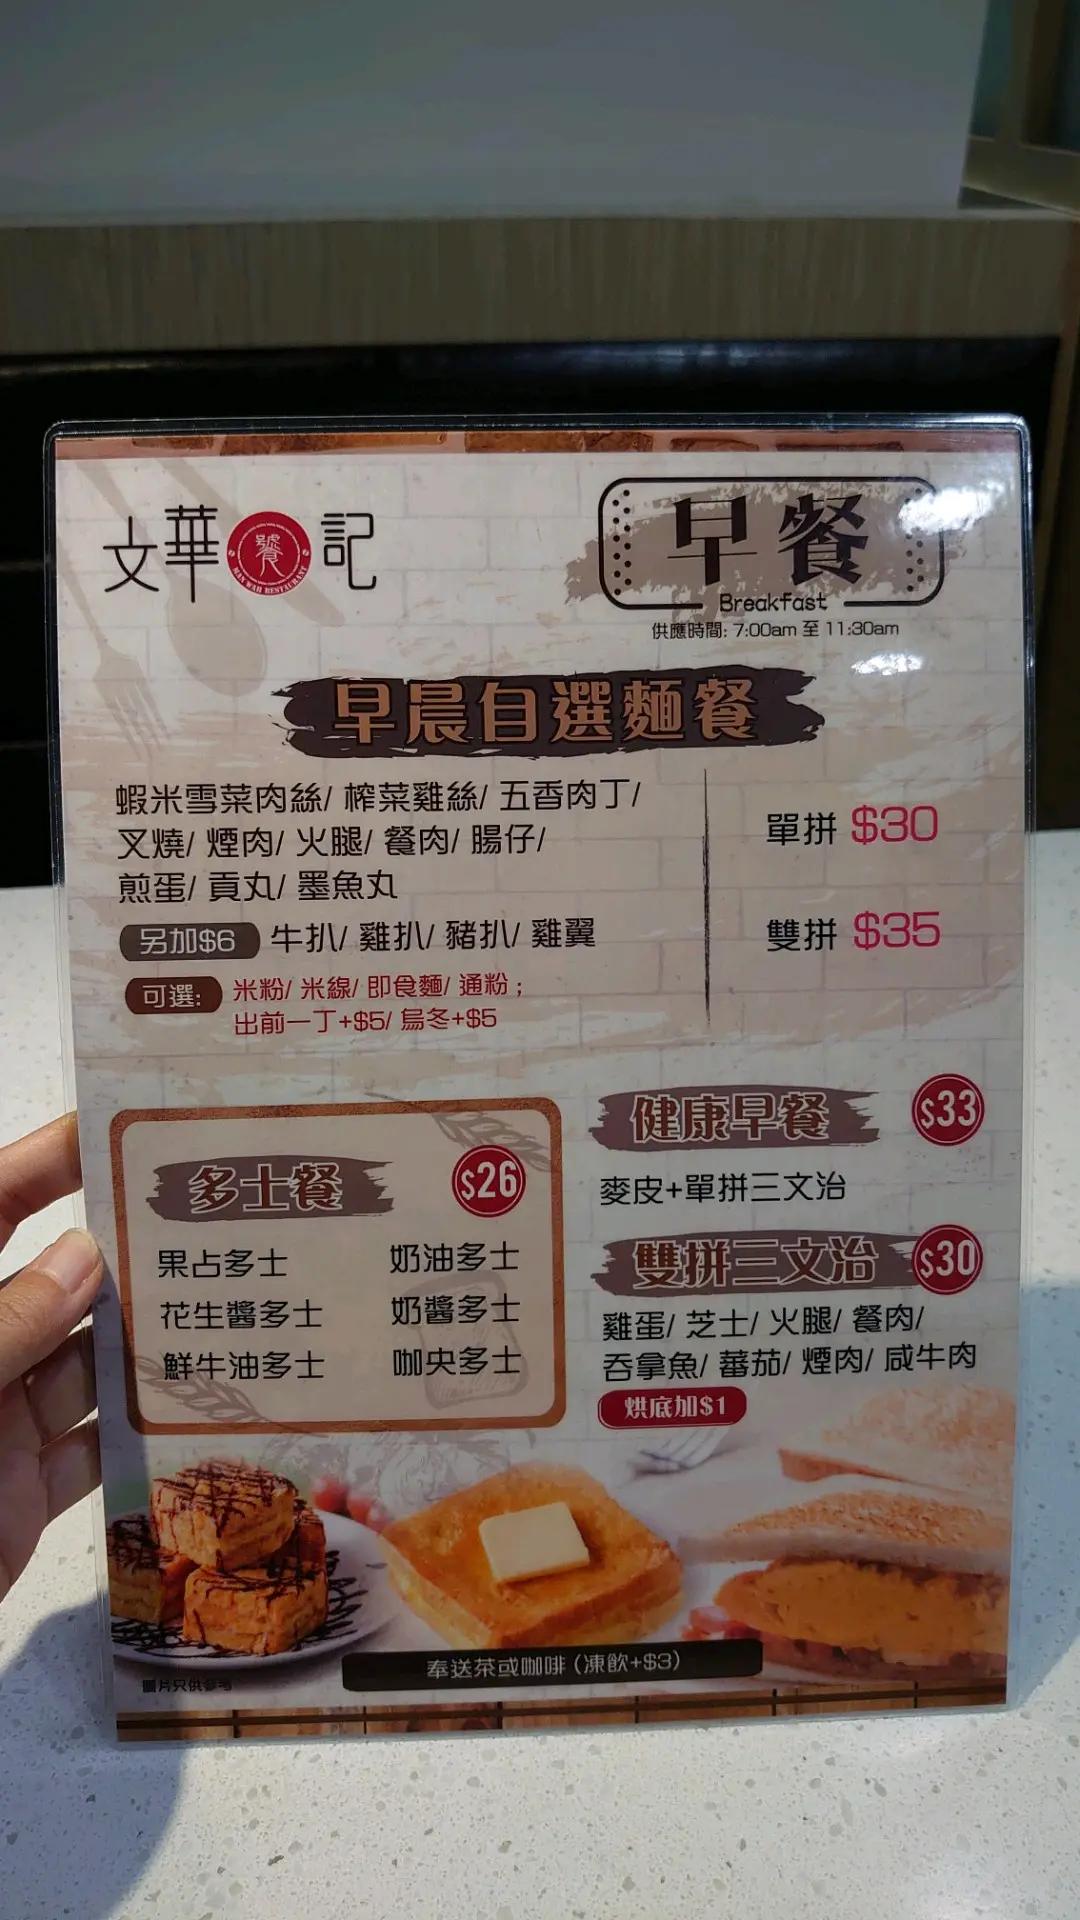 文華饕記
MAN WAH RESTAURANT
早餐
Breakfast
供應時間: 7:00am 至 11:30am
早晨自選麵餐
蝦米雪菜肉絲/ 榨菜雞絲/ 五香肉丁/
叉燒/ 煙肉/ 火腿/ 餐肉/ 腸仔/
煎蛋/ 貢丸/ 墨魚丸
單拼 $30
雙拼 $35
另加$6 牛扒/ 雞扒/ 豬扒/ 雞翼
可選: 米粉/ 米線/ 即食麵/ 通粉 ;
出前一丁+$5/ 烏冬+$5
多士餐 $26
果占多士 奶油多士
花生醬多士 奶醬多士
鮮牛油多士 咖央多士
健康早餐 $33
麥皮+單拼三文治
雙拼三文治 $30
雞蛋/ 芝士/ 火腿/ 餐肉/
吞拿魚/ 蕃茄/ 煙肉/ 咸牛肉
烘底加$1
奉送茶或咖啡 (凍飲+$3)
圖片只供參考